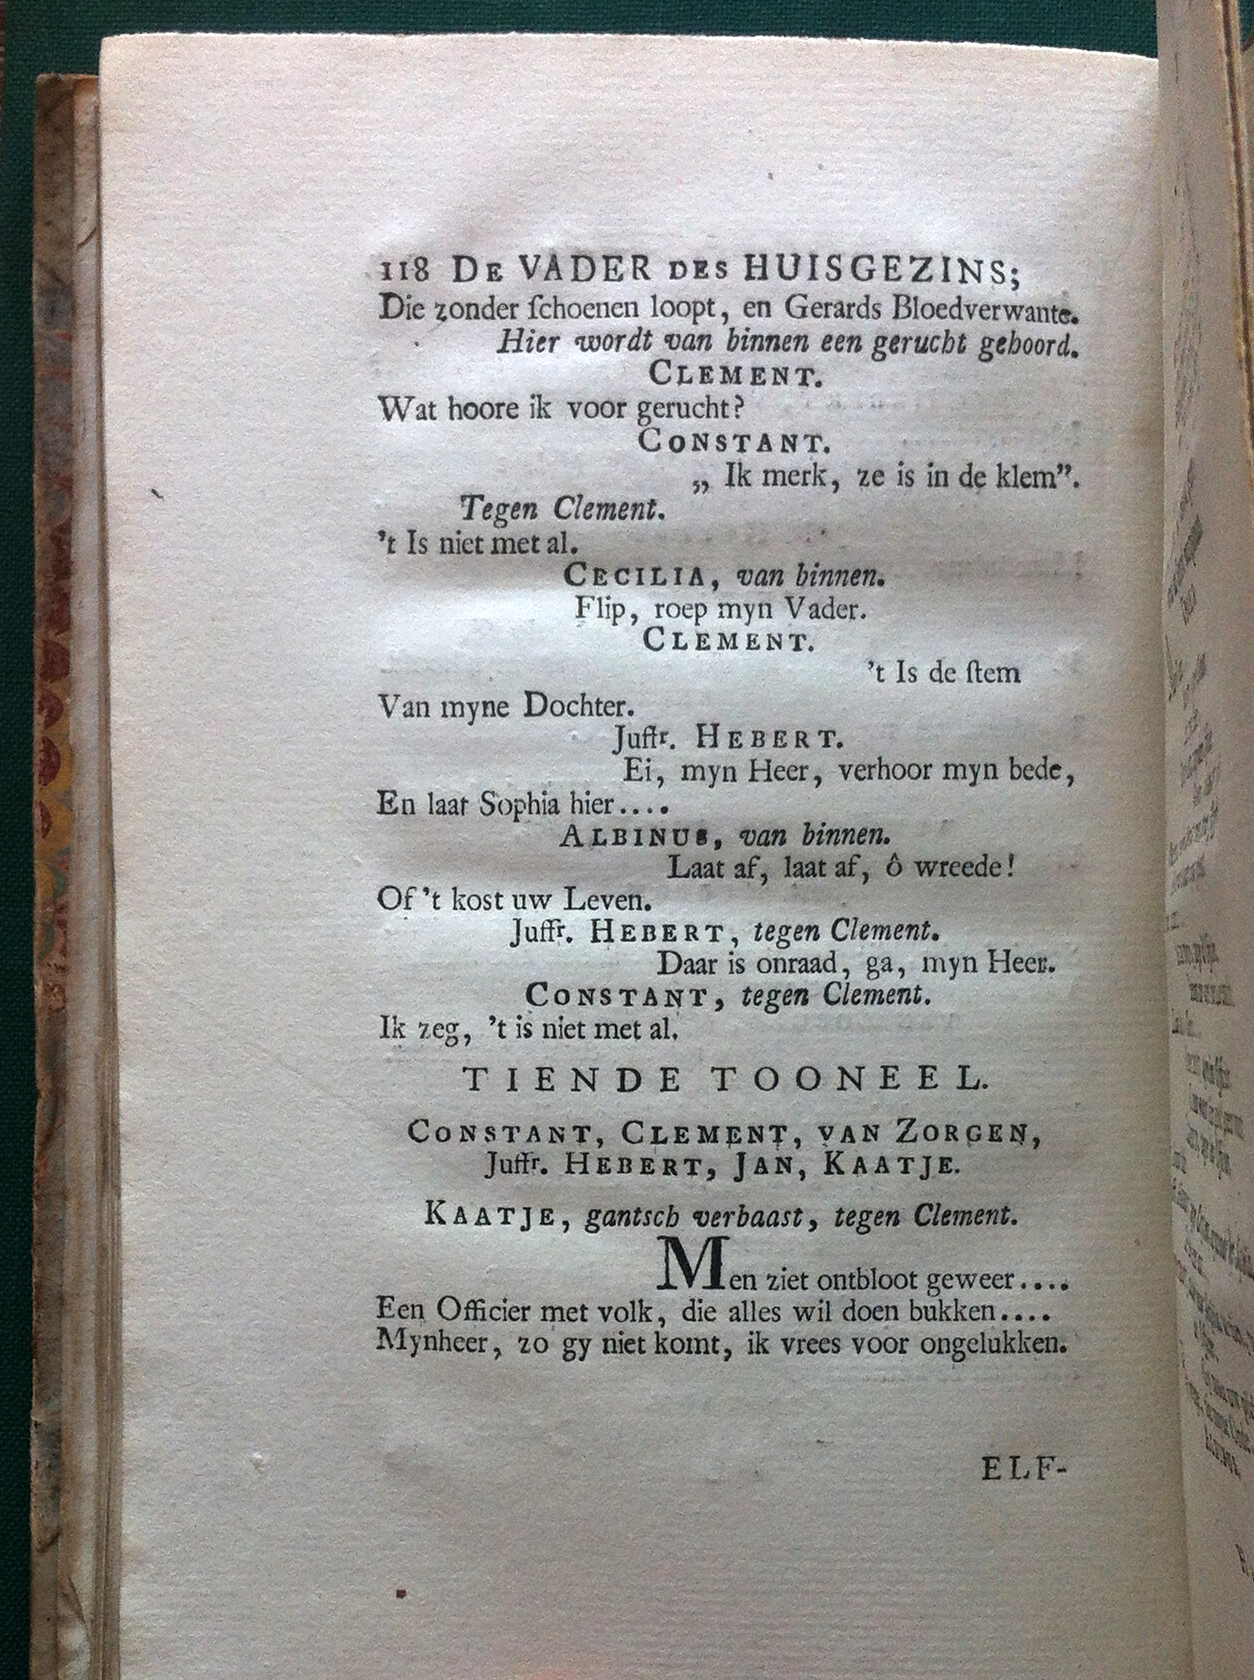 118 DE VADER DES HUISGEZINS;
Die zonder ſchoenen loopt, en Gerards Bloedverwante.
Hier wordt van binnen een gerucht gehoord.
CLEMENT.
Wat hoore ik voor gerucht?
CONSTANT.
„ Ik merk, ze is in de klem”.
Tegen Clement.
't Is niet met al.
CECILIA, van binnen.
Flip, roep myn Vader.
CLEMENT.
't Is de ſtem
Van myne Dochter.
Juffr. HEBERT.
Ei, myn Heer, verhoor myn bede,
En laat Sophia hier....
ALBINUS, van binnen.
Laat af, laat af, ô wreede!
Of 't kost uw Leven.
Juffr. HEBERT, tegen Clement.
Daar is onraad, ga, myn Heer.
CONSTANT, tegen Clement.
Ik zeg, 't is niet met al.
TIENDE TOONEEL.
CONSTANT, CLEMENT, VAN ZORGEN,
Juffr. HEBERT, JAN, KAATJE.
KAATJE, gantsch verbaast, tegen Clement.
Men ziet ontbloot geweer....
Een Officier met volk, die alles wil doen bukken....
Mynheer, zo gy niet komt, ik vrees voor ongelukken.
ELF-